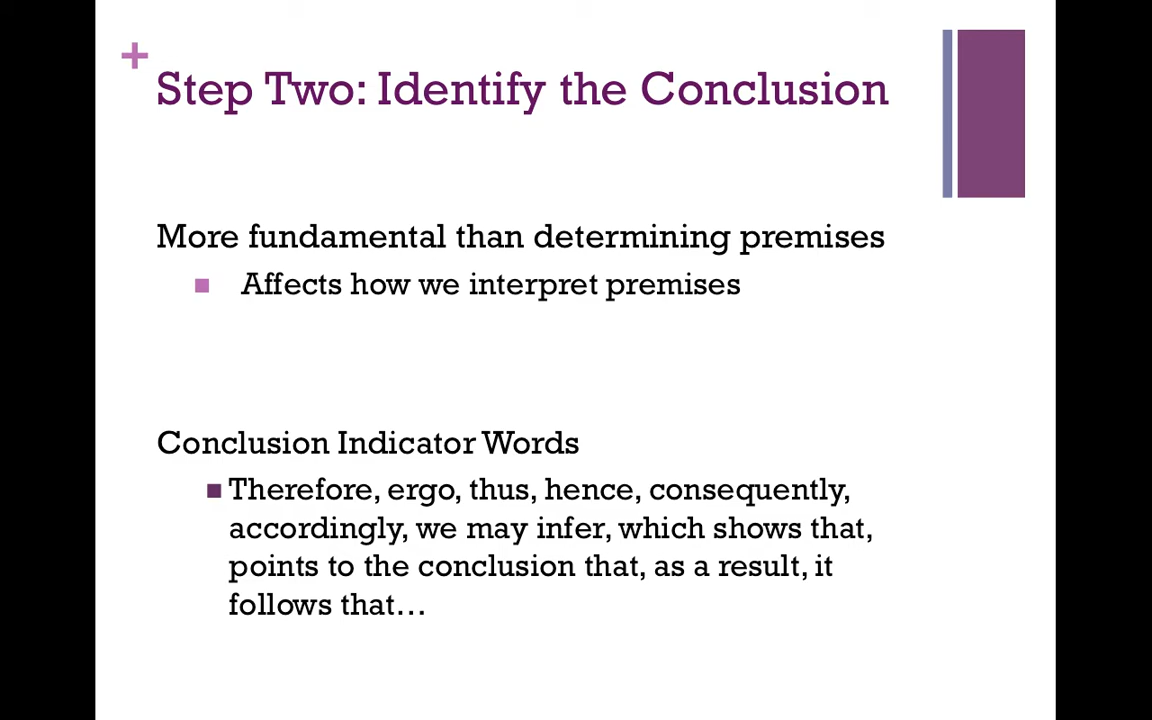 +
Step Two: Identify the Conclusion
More fundamental than determining premises
Affects how we interpret premises
Conclusion Indicator Words
Therefore, ergo, thus, hence, consequently,
accordingly, we may infer, which shows that,
points to the conclusion that, as a result, it
follows that…